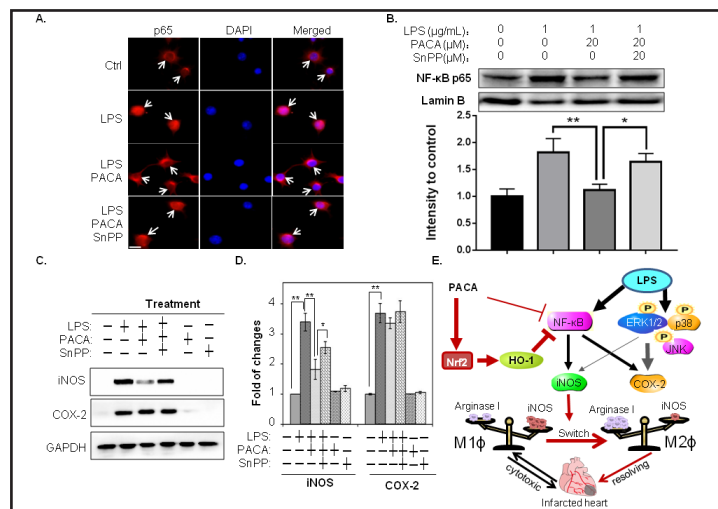 A.
p65 DAPI Merged
Ctrl
LPS
LPS
PACA
LPS
PACA
SnPP
B.
LPS (µg/mL): 0 1 1 1
PACA(µM): 0 0 20 20
SnPP(µM): 0 0 0 20
NF-κB p65
Lamin B
Intensity to control
2.5
2.0
1.5
1.0
0.5
0.0
** *
C.
Treatment
LPS: − + + + − −
PACA: − − + + + −
SnPP: − − − + − +
iNOS
COX-2
GAPDH
D.
Fold of changes
4
3
2
1
0
** ** * **
LPS: − + + + − − − + + + − −
PACA: − − + + + − − − + + + −
SnPP: − − − + − + − − − + − +
iNOS COX-2
E.
PACA
LPS
NF-κB
P
ERK1/2
P
p38
P
JNK
Nrf2
HO-1
iNOS
COX-2
Arginase I iNOS
Arginase I iNOS
Switch
M1ϕ
M2ϕ
cytotoxic
resolving
Infarcted heart